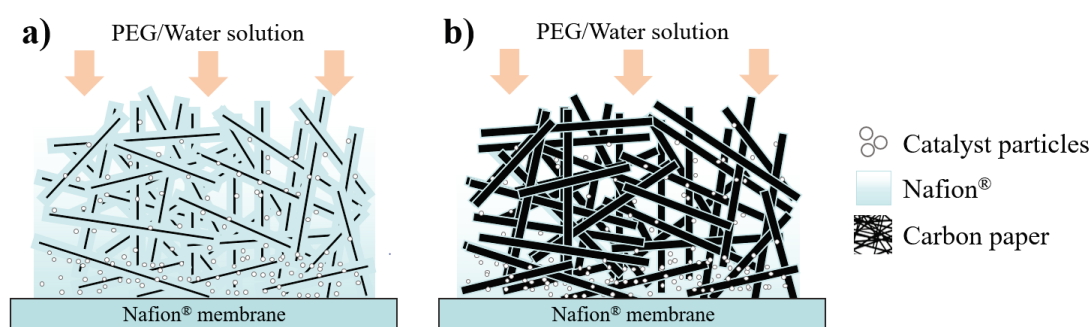 a)
PEG/Water solution
Nafion® membrane
b)
PEG/Water solution
Nafion® membrane
Catalyst particles
Nafion®
Carbon paper